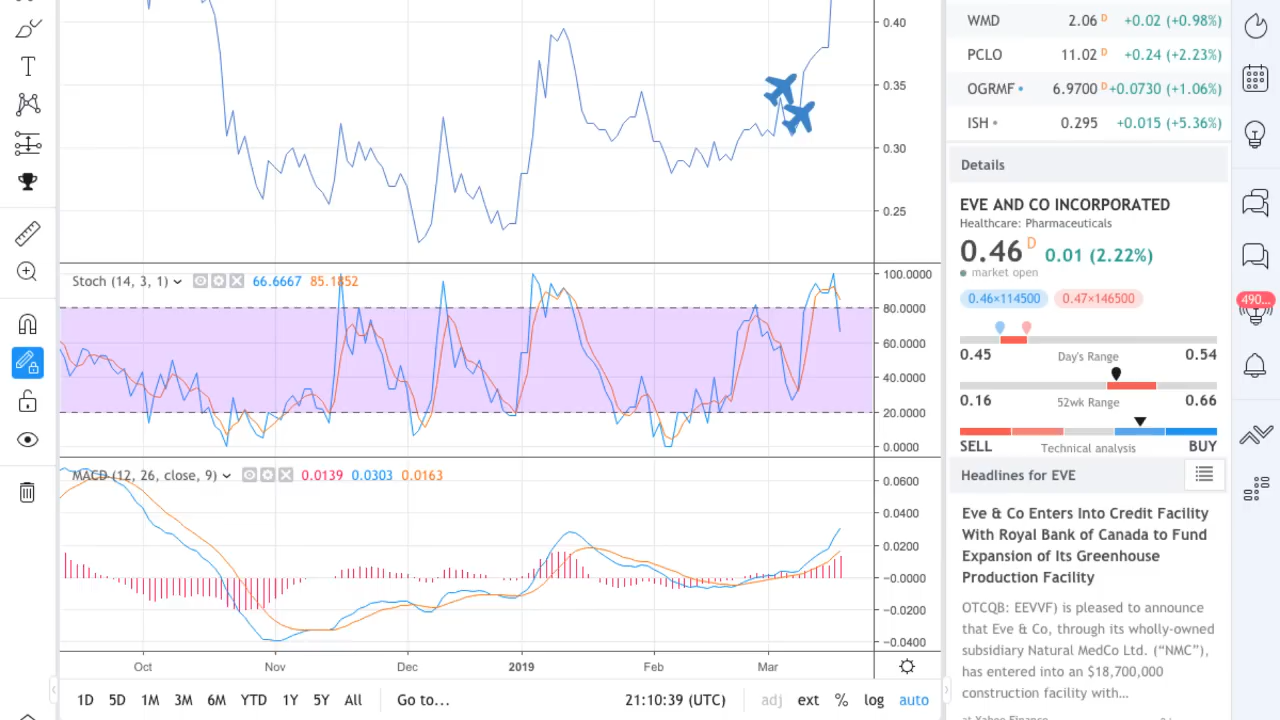 0.40
0.35
0.30
0.25
Stoch (14, 3, 1) 66.6667 85.1852
100.0000
80.0000
60.0000
40.0000
20.0000
0.0000
MACD (12, 26, close, 9) 0.0139 0.0303 0.0163
0.0600
0.0400
0.0200
−0.0000
−0.0200
−0.0400
Oct Nov Dec 2019 Feb Mar
1D 5D 1M 3M 6M YTD 1Y 5Y All Go to... 21:10:39 (UTC) adj ext % log auto
WMD 2.06 D +0.02 (+0.98%)
PCLO 11.02 D +0.24 (+2.23%)
OGRMF 6.9700 D +0.0730 (+1.06%)
ISH 0.295 +0.015 (+5.36%)
Details
EVE AND CO INCORPORATED
Healthcare: Pharmaceuticals
0.46 D 0.01 (2.22%)
market open
0.46×114500 0.47×146500
0.45 Day's Range 0.54
0.16 52wk Range 0.66
SELL Technical analysis BUY
Headlines for EVE
Eve & Co Enters Into Credit Facility
With Royal Bank of Canada to Fund
Expansion of Its Greenhouse
Production Facility
OTCQB: EEVVF) is pleased to announce
that Eve & Co, through its wholly-owned
subsidiary Natural MedCo Ltd. (“NMC”),
has entered into an $18,700,000
construction facility with…
at Yahoo Finance
490...